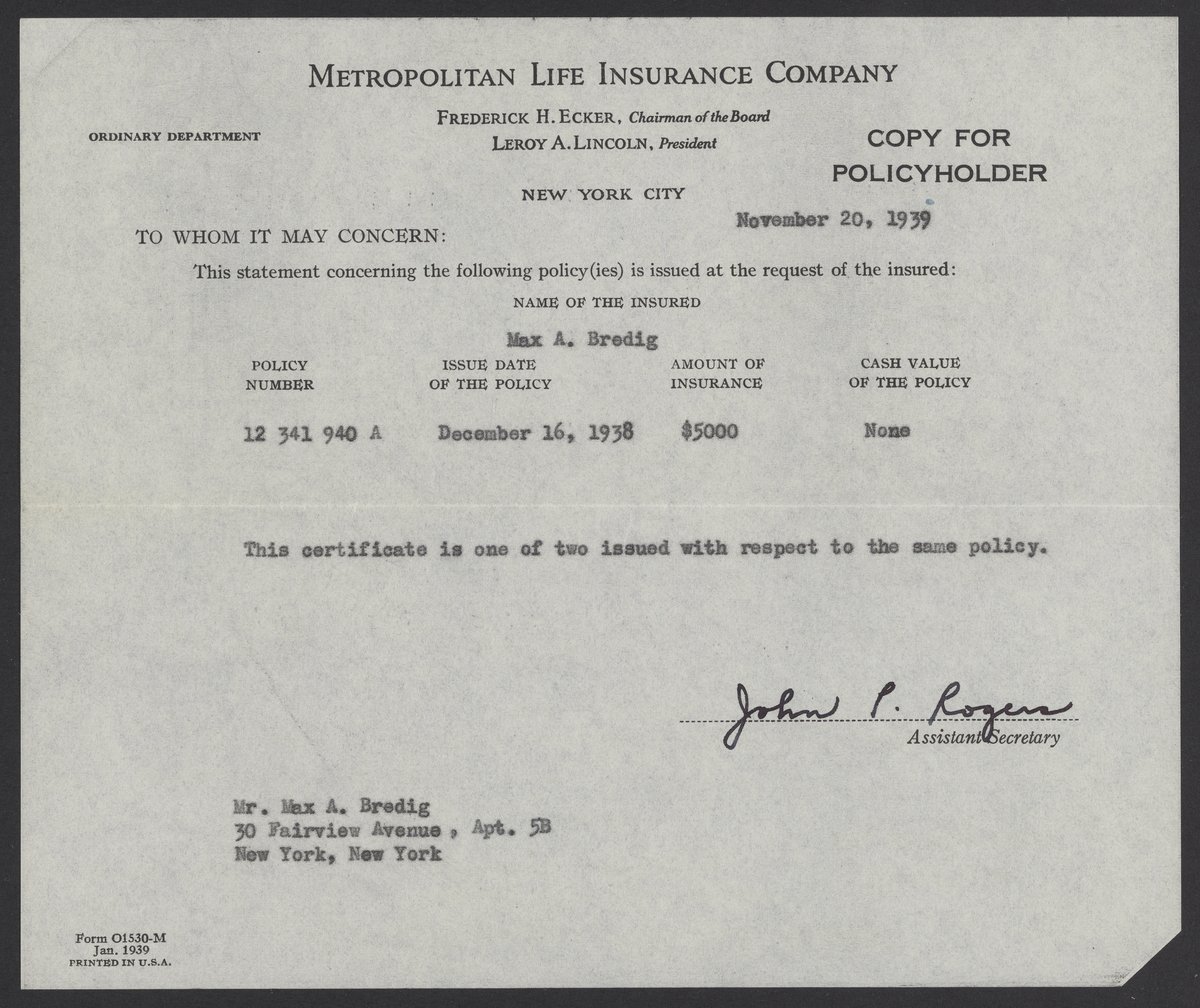 METROPOLITAN LIFE INSURANCE COMPANY
FREDERICK H. ECKER, Chairman of the Board
ORDINARY DEPARTMENT
LEROY A. LINCOLN, President
COPY FOR
POLICYHOLDER
NEW YORK CITY
November 20, 1939
TO WHOM IT MAY CONCERN:
This statement concerning the following policy(ies) is issued at the request of the insured:
NAME OF THE INSURED
Max A. Bredig
POLICY NUMBER
ISSUE DATE OF THE POLICY
AMOUNT OF INSURANCE
CASH VALUE OF THE POLICY
12 341 940 A December 16, 1938 $5000 None
This certificate is one of two issued with respect to the same policy.
John P. Rogers
Assistant Secretary
Mr. Max A. Bredig
30 Fairview Avenue, Apt. 5B
New York, New York
Form O1530-M
Jan. 1939
PRINTED IN U.S.A.